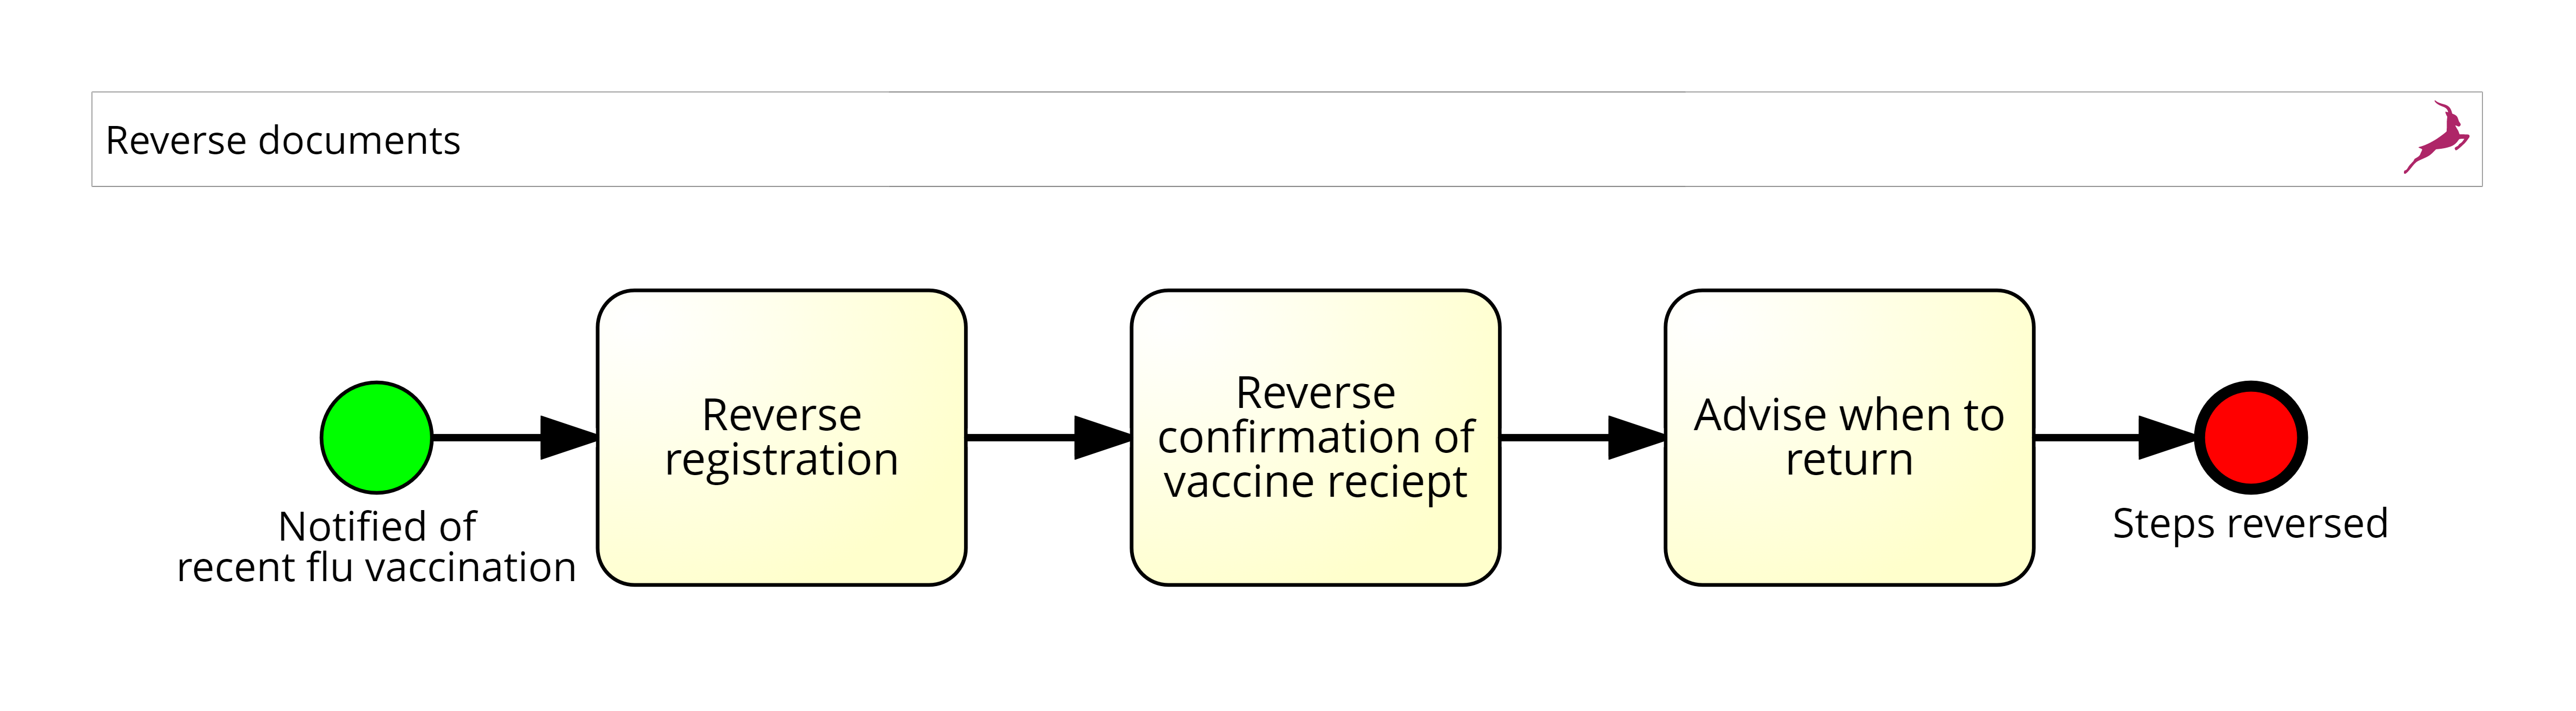 Reverse documents
Notified of
recent flu vaccination
Reverse
registration
Reverse
confirmation of
vaccine reciept
Advise when to
return
Steps reversed